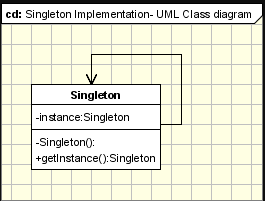 cd: Singleton Implementation- UML Class diagram
Singleton
-instance:Singleton
-Singleton():
+getInstance():Singleton